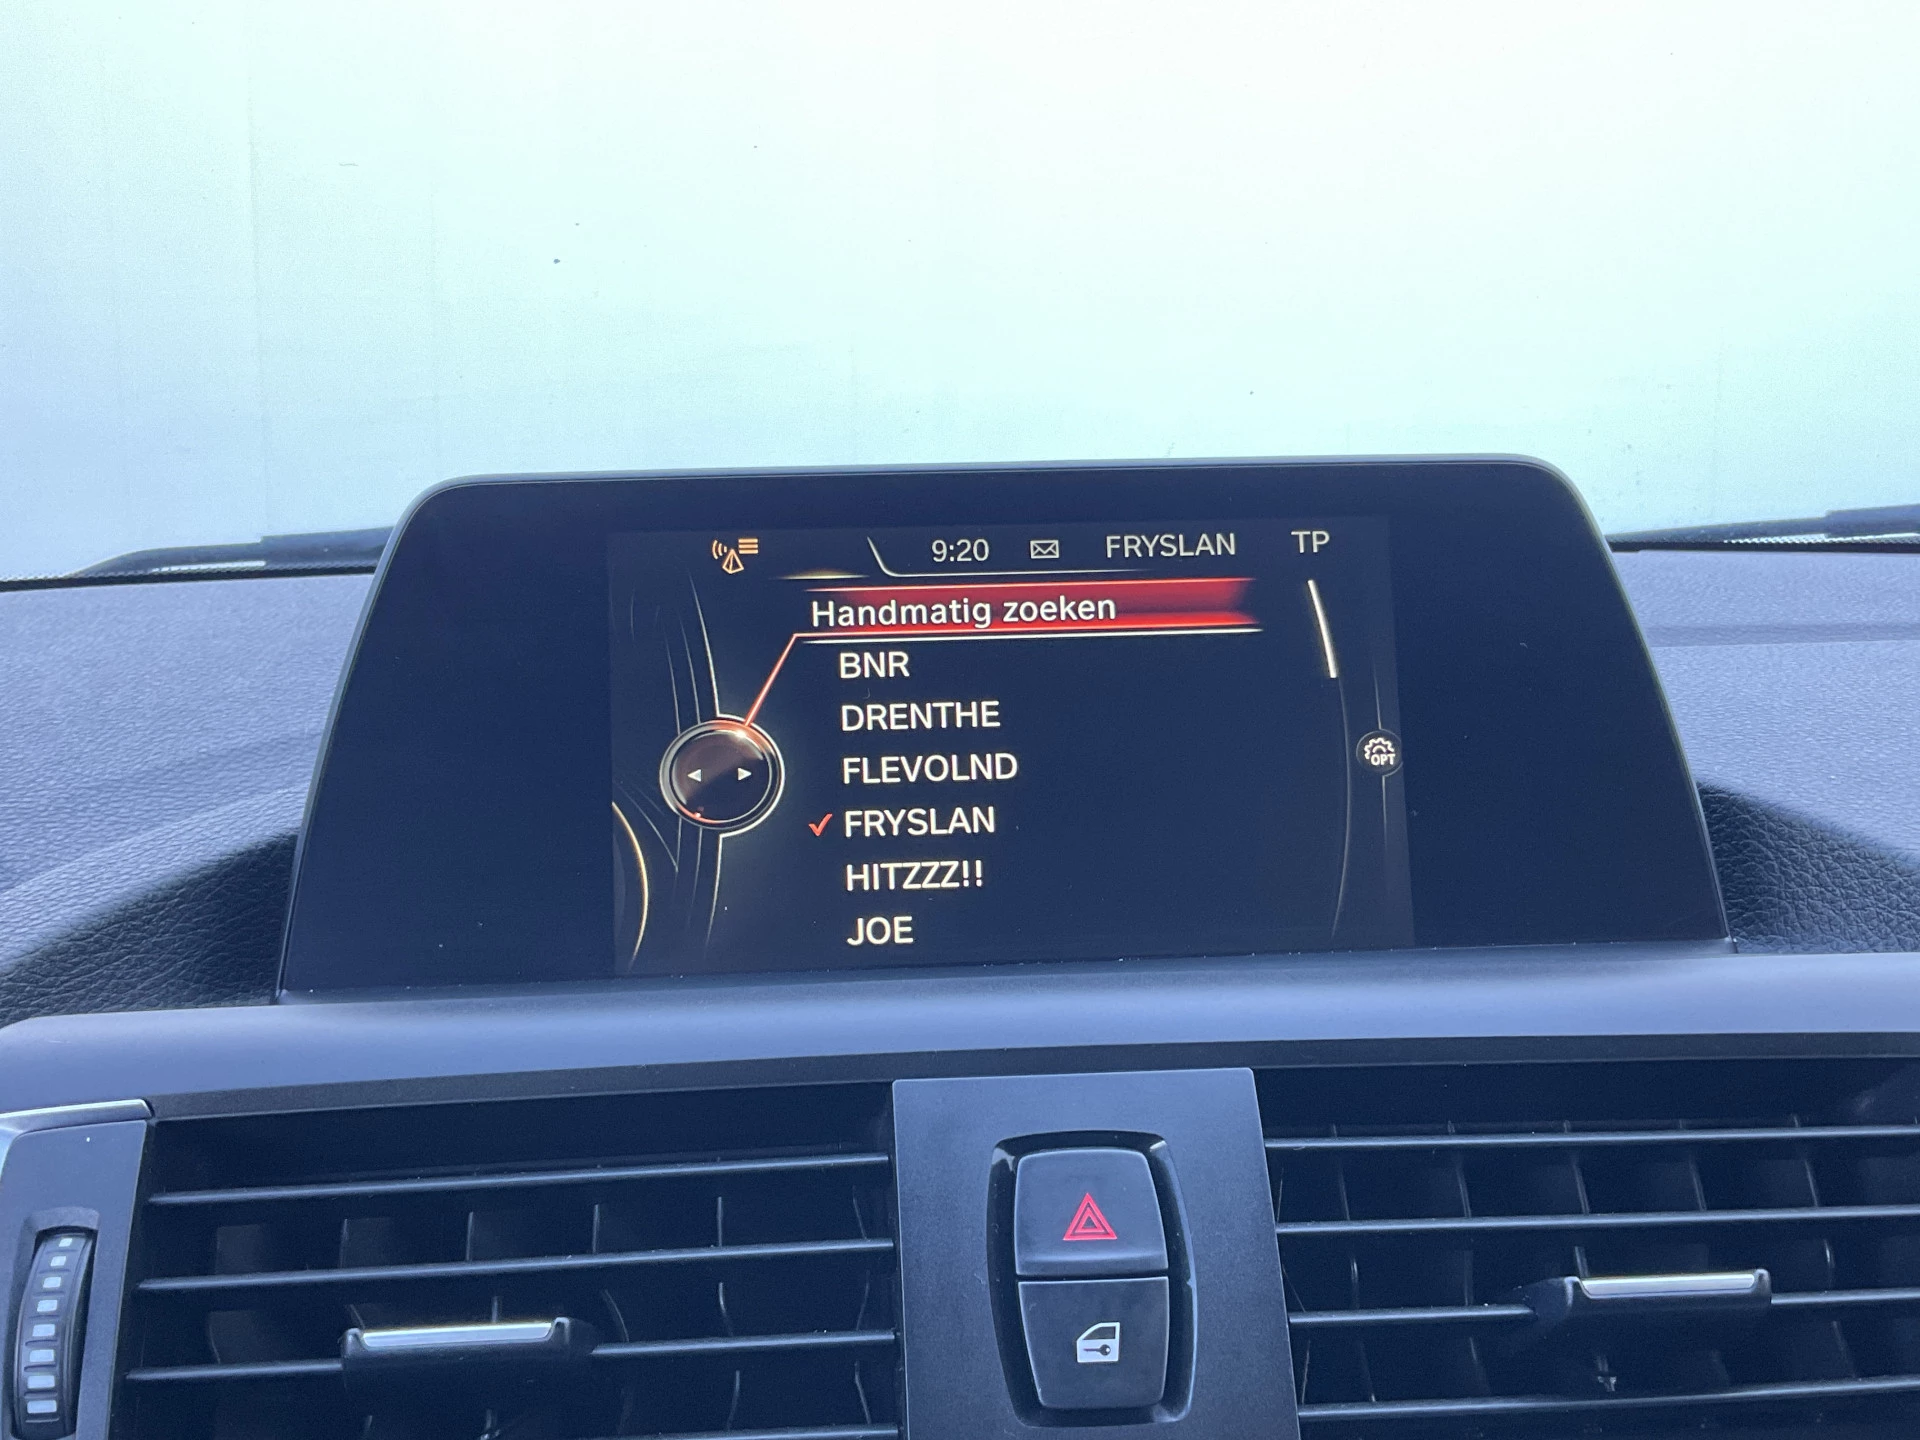 9:20 FRYSLAN TP
Handmatig zoeken
BNR
DRENTHE
FLEVOLND
OPT
FRYSLAN
HITZZZ!!
JOE